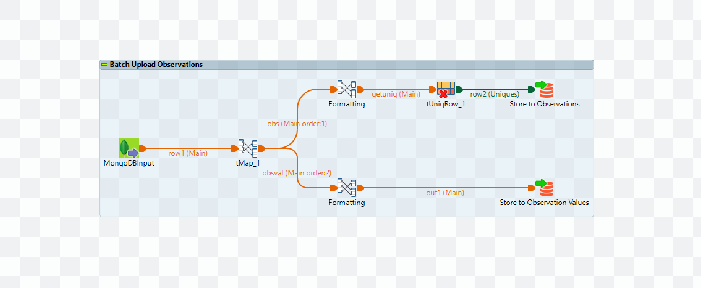 Batch Upload Observations
Formatting
getuniq (Main)
tUniqRow_1
row2 (Uniques)
Store to Observations
obs (Main order:1)
MongoDBInput
row1 (Main)
tMap_1
obsval (Main order:2)
Formatting
out1 (Main)
Store to Observation Values